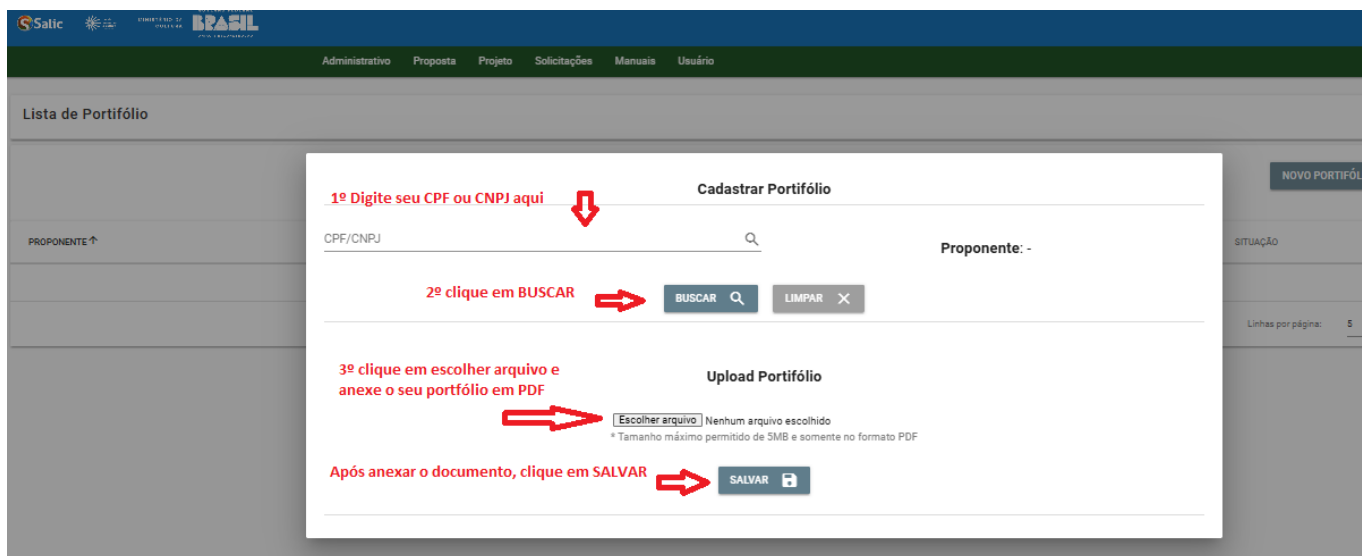 Salic
BRASIL
Administrativo Proposta Projeto Solicitações Manuais Usuário
Lista de Portifólio
NOVO PORTIFÓL
Cadastrar Portifólio
1º Digite seu CPF ou CNPJ aqui
CPF/CNPJ
Proponente: -
PROPONENTE
SITUAÇÃO
2º clique em BUSCAR
BUSCAR
LIMPAR
Linhas por página: 5
3º clique em escolher arquivo e
anexe o seu portfólio em PDF
Upload Portifólio
Escolher arquivo Nenhum arquivo escolhido
* Tamanho máximo permitido de 5MB e somente no formato PDF
Após anexar o documento, clique em SALVAR
SALVAR